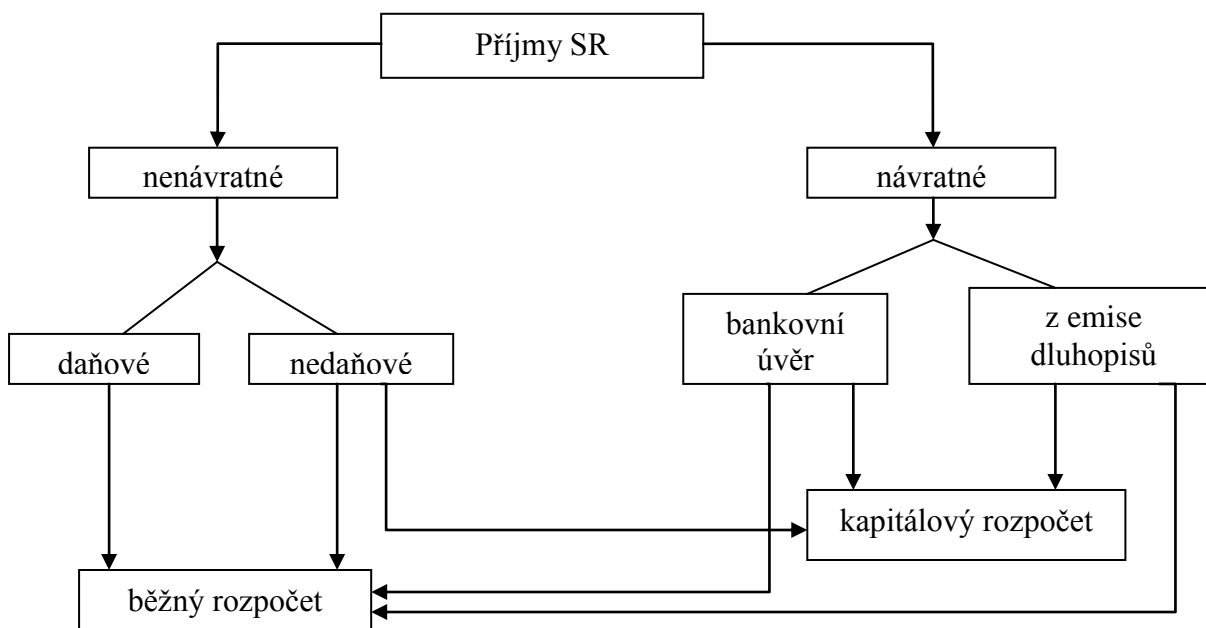 Příjmy SR
nenávratné
návratné
bankovní
úvěr
z emise
dluhopisů
daňové
nedaňové
kapitálový rozpočet
běžný rozpočet